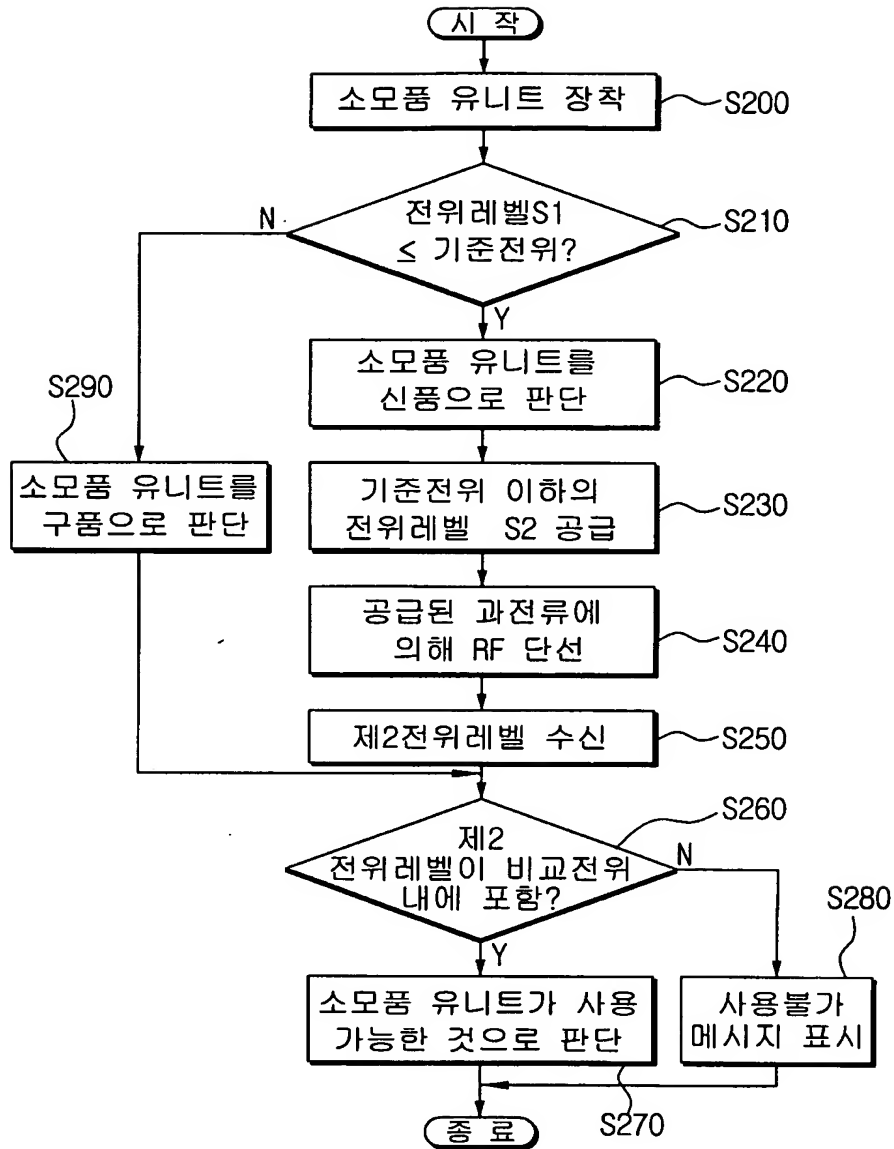 시 작
소모품 유니트 장착
S200
전위레벨S1
≤ 기준전위?
S210
N
Y
소모품 유니트를
신품으로 판단
S220
S290
소모품 유니트를
구품으로 판단
기준전위 이하의
전위레벨 S2 공급
S230
공급된 과전류에
의해 RF 단선
S240
제2전위레벨 수신
S250
S260
제2
전위레벨이 비교전위
내에 포함?
N
Y
S280
소모품 유니트가 사용
가능한 것으로 판단
사용불가
메시지 표시
S270
종 료